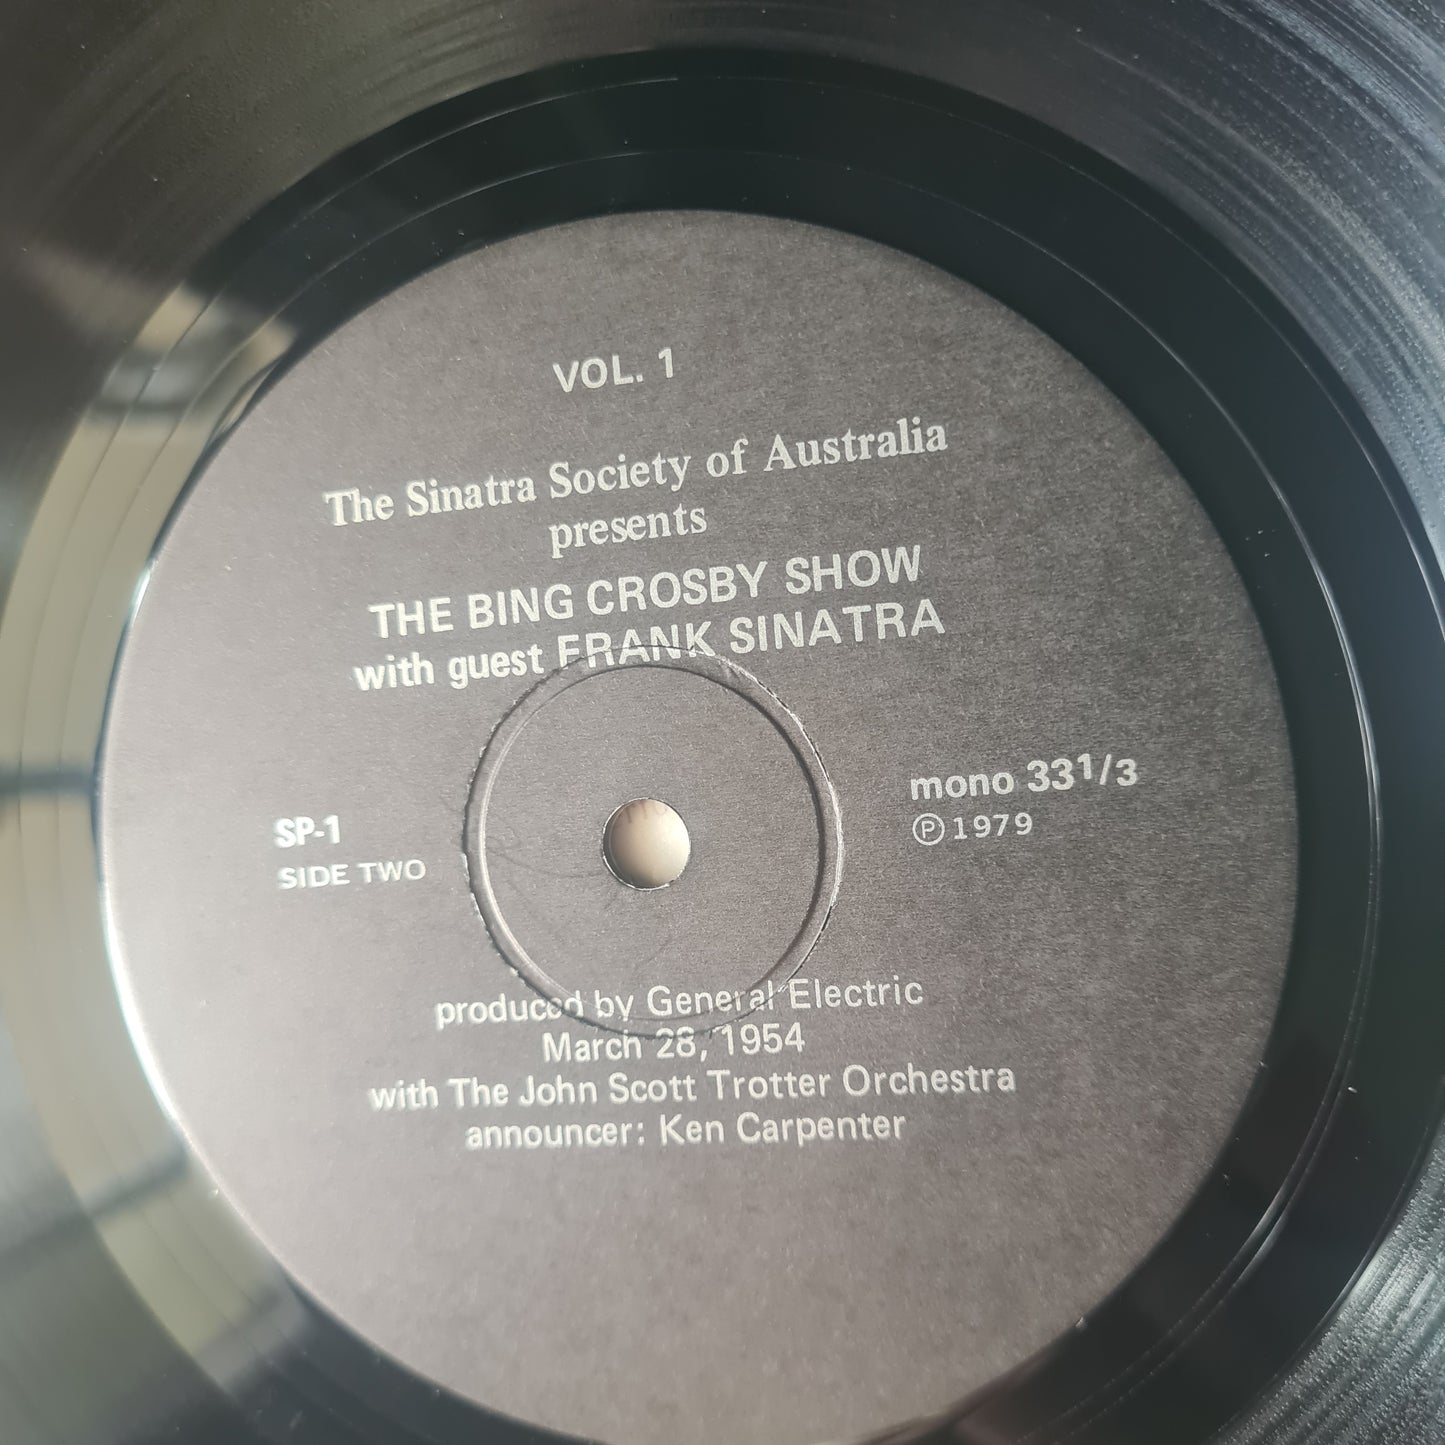 VOL. 1
The Sinatra Society of Australia
presents
THE BING CROSBY SHOW
with guest FRANK SINATRA
mono 33 1/3
℗ 1979
SP-1
SIDE TWO
produced by General Electric
March 28, 1954
with The John Scott Trotter Orchestra
announcer: Ken Carpenter